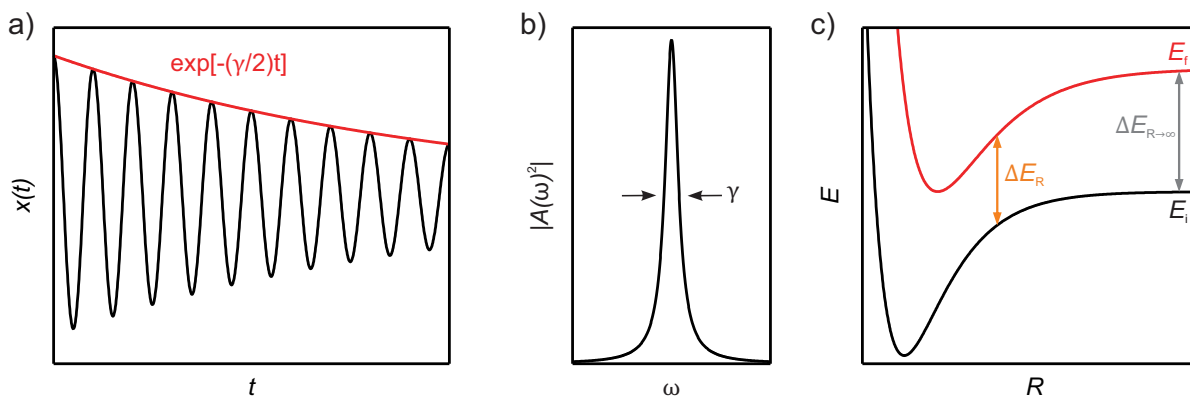 a)
exp[-(γ/2)t]
x(t)
t
b)
|A(ω)²|
γ
ω
c)
E_f
ΔE_R→∞
ΔE_R
E_i
E
R